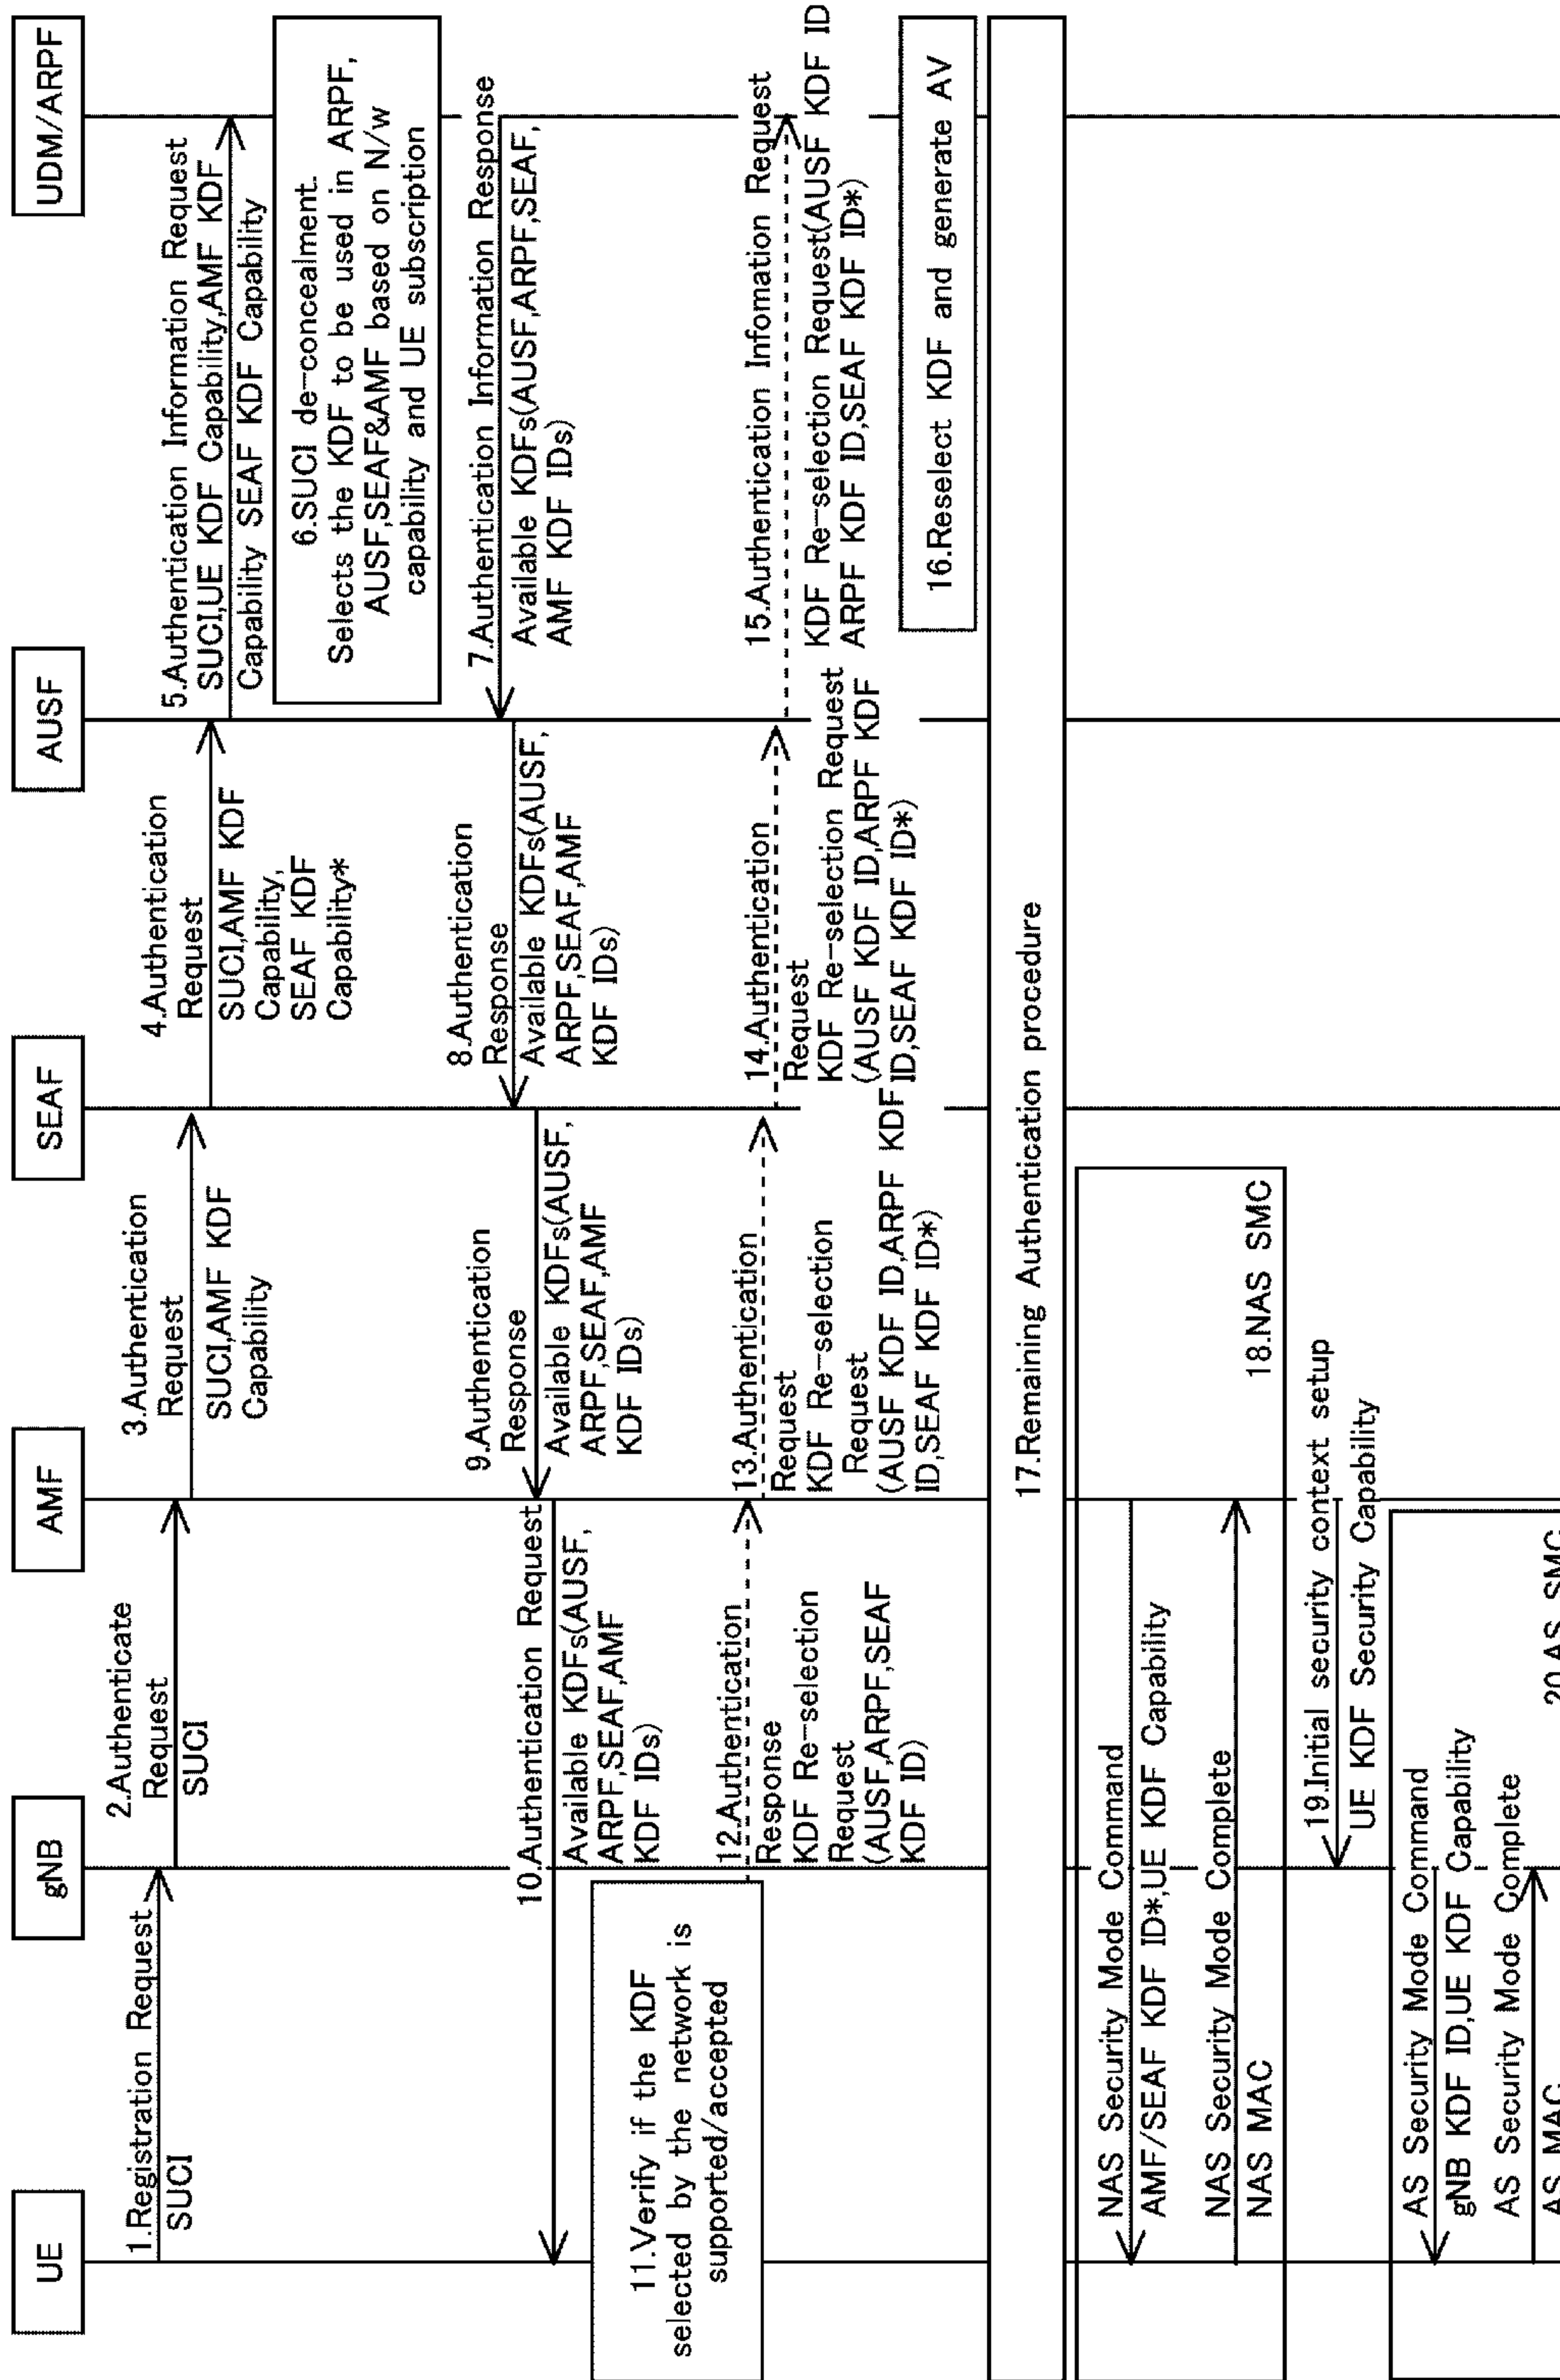 UE
gNB
AMF
SEAF
AUSF
UDM/ARPF
1.Registration Request
SUCI
2.Authenticate
Request
SUCI
3.Authentication
Request
SUCI,AMF KDF
Capability
4.Authentication
Request
SUCI,AMF KDF
Capability,
SEAF KDF
Capability*
5.Authentication Information Request
SUCI,UE KDF Capability,AMF KDF
Capability SEAF KDF Capability
6.SUCI de-concealment.
Selects the KDF to be used in ARPF,
AUSF,SEAF&AMF based on N/w
capability and UE subscription
7.Authentication Information Response
Available KDFs(AUSF,ARPF,SEAF,
AMF KDF IDs)
8.Authentication
Response
Available KDFs(AUSF,
ARPF,SEAF,AMF
KDF IDs)
9.Authentication
Response
Available KDFs(AUSF,
ARPF,SEAF,AMF
KDF IDs)
10.Authentication Request
Available KDFs(AUSF,
ARPF,SEAF,AMF
KDF IDs)
11.Verify if the KDF
selected by the network is
supported/accepted
12.Authentication
Response
KDF Re-selection
Request
(AUSF,ARPF,SEAF
KDF ID)
13.Authentication
Request
KDF Re-selection
Request
(AUSF KDF ID,ARPF KDF
ID,SEAF KDF ID*)
14.Authentication
Request
KDF Re-selection Request
(AUSF KDF ID,ARPF KDF
ID,SEAF KDF ID*)
15.Authentication Infomation Request
KDF Re-selection Request(AUSF KDF ID
ARPF KDF ID,SEAF KDF ID*)
16.Reselect KDF and generate AV
17.Remaining Authentication procedure
18.NAS SMC
NAS Security Mode Command
AMF/SEAF KDF ID*,UE KDF Capability
NAS Security Mode Complete
NAS MAC
19.Initial security context setup
UE KDF Security Capability
20.AS SMC
AS Security Mode Command
gNB KDF ID,UE KDF Capability
AS Security Mode Complete
AS MAC